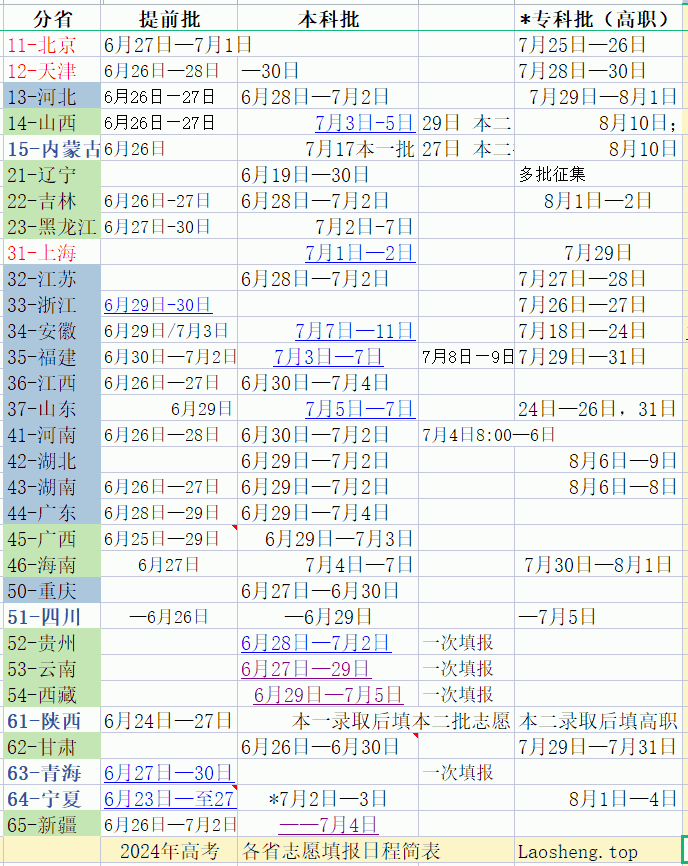 分省 提前批 本科批 *专科批（高职）
11-北京 6月27日—7月1日 7月25日—26日
12-天津 6月26日—28日 —30日 7月28日—30日
13-河北 6月26日—27日 6月28日—7月2日 7月29日—8月1日
14-山西 6月26日—27日 7月3日-5日 29日 本二 8月10日;
15-内蒙古 6月26日 7月17本一批 27日 本二 8月10日
21-辽宁 6月19日—30日 多批征集
22-吉林 6月26日-27日 6月28日—7月2日 8月1日—2日
23-黑龙江 6月27日-30日 7月2日-7日
31-上海 7月1日—2日 7月29日
32-江苏 6月28日—7月2日 7月27日—28日
33-浙江 6月29日-30日 7月26日—27日
34-安徽 6月29日/7月3日 7月7日—11日 7月18日—24日
35-福建 6月30日—7月2日 7月3日—7日 7月8日—9日 7月29日—31日
36-江西 6月26日—27日 6月30日—7月4日
37-山东 6月29日 7月5日—7日 24日—26日，31日
41-河南 6月26日—28日 6月30日—7月2日 7月4日8:00—6日
42-湖北 6月29日—7月2日 8月6日—9日
43-湖南 6月26日—27日 6月29日—7月2日 8月6日—8日
44-广东 6月28日—29日 6月29日—7月4日
45-广西 6月25日—29日 6月29日—7月3日
46-海南 6月27日 7月4日—7日 7月30日—8月1日
50-重庆 6月27日—6月30日
51-四川 —6月26日 —6月29日 —7月5日
52-贵州 6月28日—7月2日 一次填报
53-云南 6月27日—29日 一次填报
54-西藏 6月29日—7月5日 一次填报
61-陕西 6月24日—27日 本一录取后填本二批志愿 本二录取后填高职
62-甘肃 6月26日—6月30日 7月29日—7月31日
63-青海 6月27日—30日 一次填报
64-宁夏 6月23日—至27 *7月2日—3日 8月1日—4日
65-新疆 6月26日—7月2日 ——7月4日
2024年高考 各省志愿填报日程简表 Laosheng.top